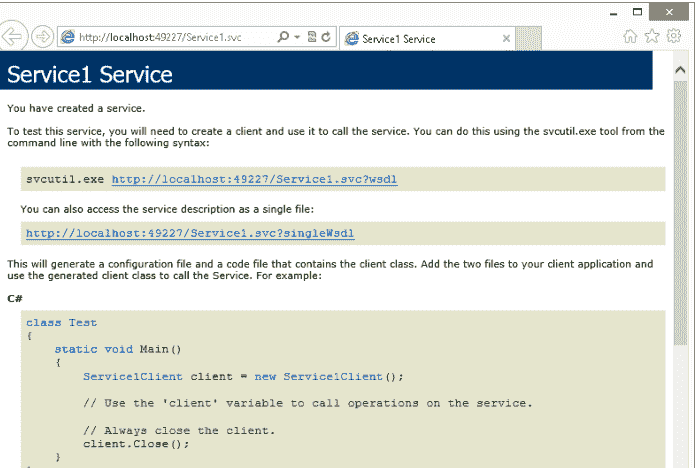 http://localhost:49227/Service1.svc
Service1 Service
Service1 Service
You have created a service.
To test this service, you will need to create a client and use it to call the service. You can do this using the svcutil.exe tool from the
command line with the following syntax:
svcutil.exe http://localhost:49227/Service1.svc?wsdl
You can also access the service description as a single file:
http://localhost:49227/Service1.svc?singleWsdl
This will generate a configuration file and a code file that contains the client class. Add the two files to your client application and
use the generated client class to call the Service. For example:
C#
class Test
{
    static void Main()
    {
        Service1Client client = new Service1Client();
        // Use the 'client' variable to call operations on the service.
        // Always close the client.
        client.Close();
    }